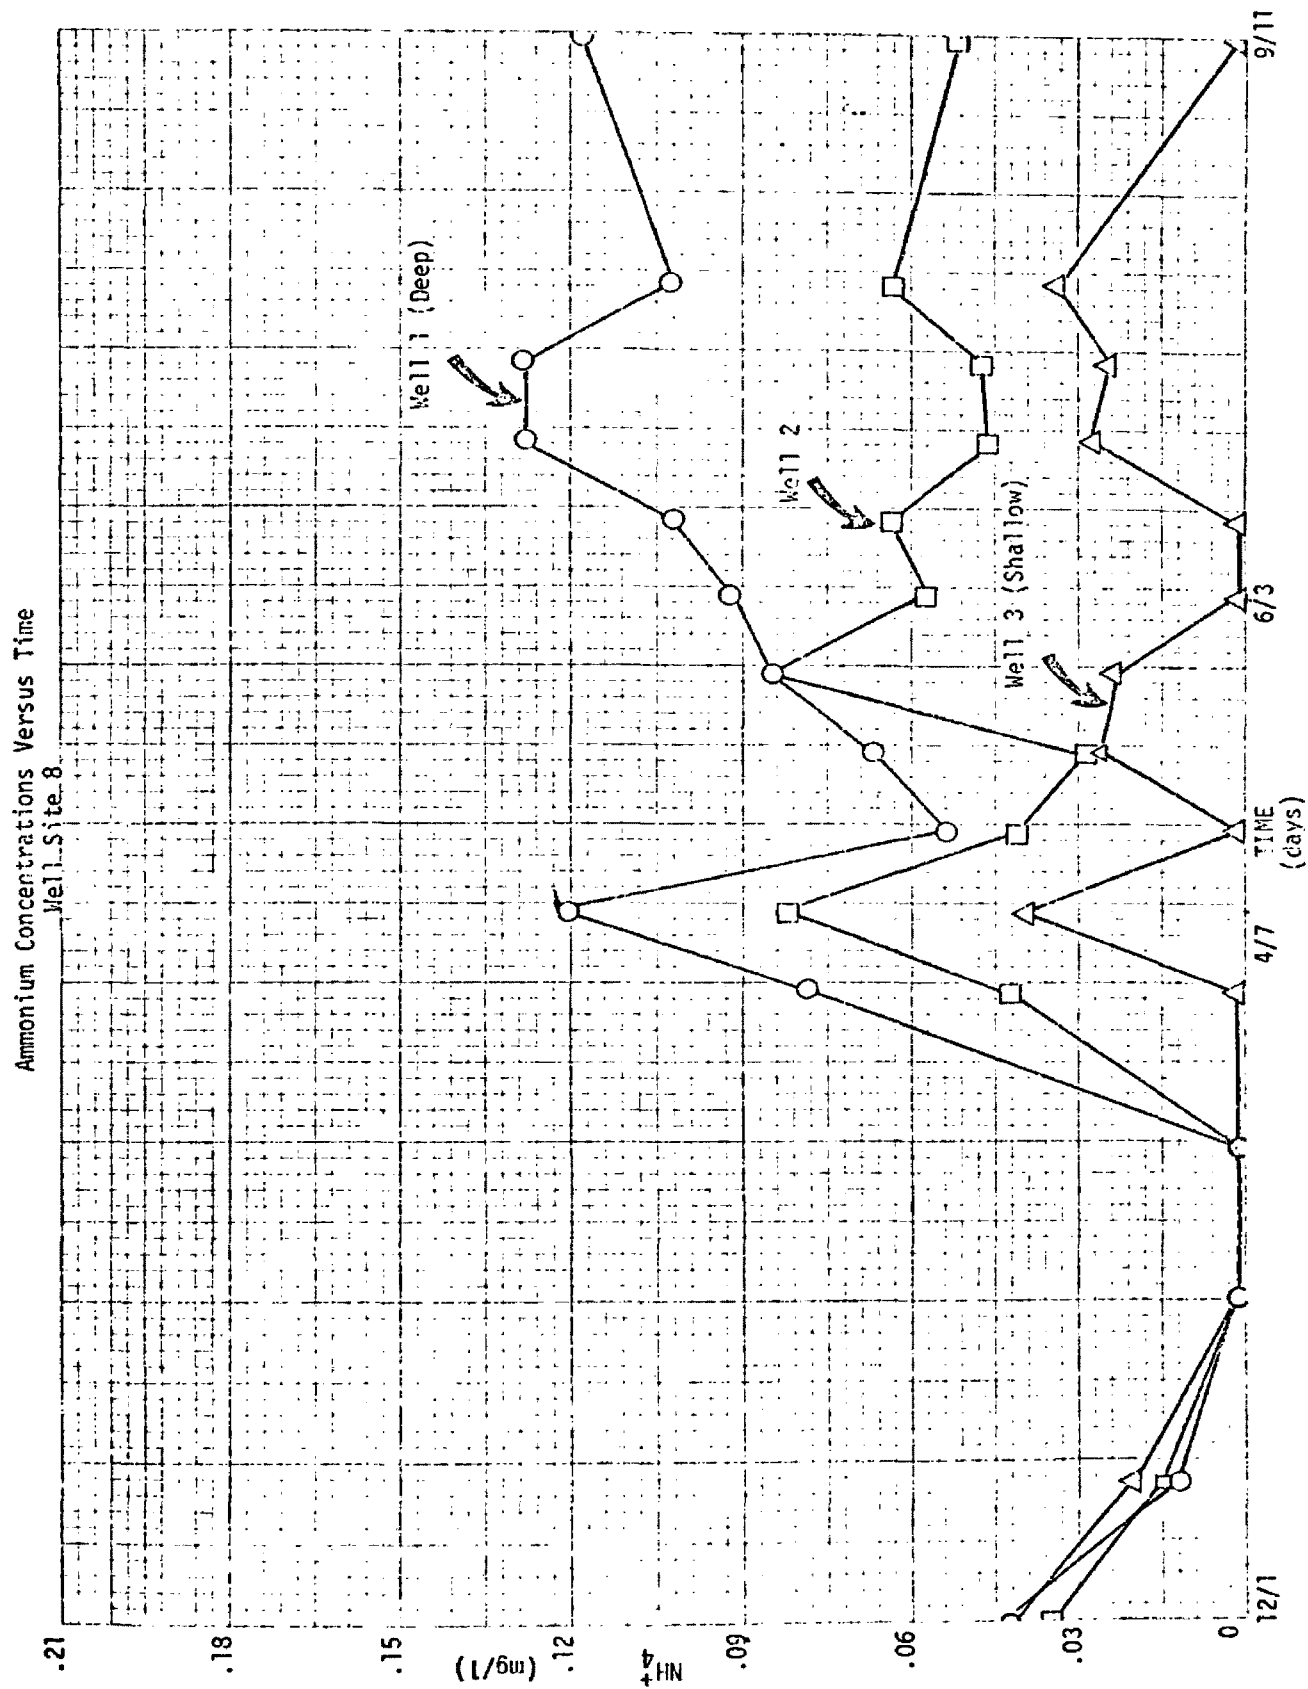 Ammonium Concentrations Versus Time
Well Site 8
.21
.18
.15
.12
.09
.06
.03
0
NH4+
(mg/l)
Well 1 (Deep)
Well 2
Well 3 (Shallow)
12/1
4/7
TIME
(days)
6/3
9/11